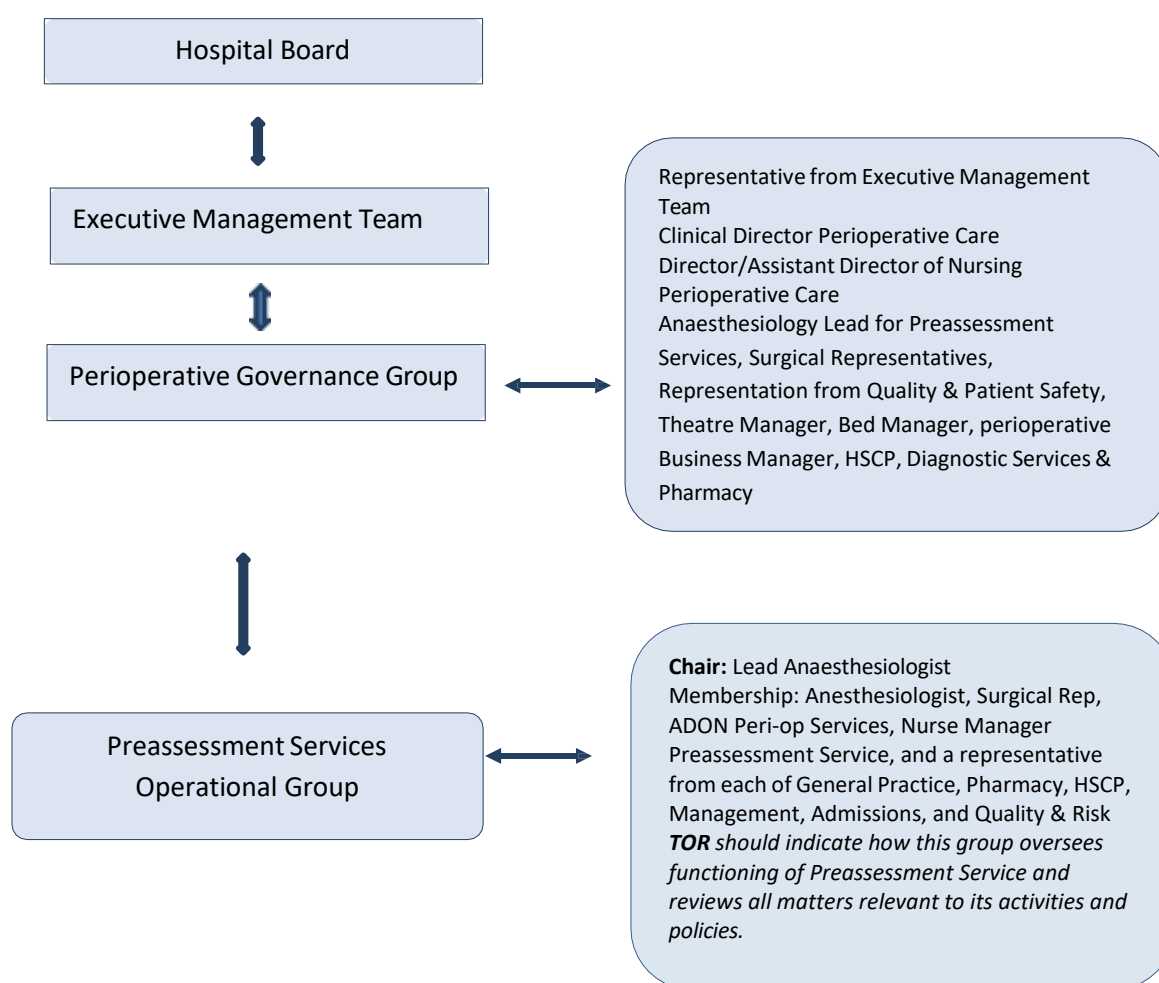 Hospital Board
Executive Management Team
Representative from Executive Management
Team
Clinical Director Perioperative Care
Director/Assistant Director of Nursing
Perioperative Care
Anaesthesiology Lead for Preassessment
Services, Surgical Representatives,
Representation from Quality & Patient Safety,
Theatre Manager, Bed Manager, perioperative
Business Manager, HSCP, Diagnostic Services &
Pharmacy
Perioperative Governance Group
Preassessment Services
Operational Group
Chair: Lead Anaesthesiologist
Membership: Anesthesiologist, Surgical Rep,
ADON Peri-op Services, Nurse Manager
Preassessment Service, and a representative
from each of General Practice, Pharmacy, HSCP,
Management, Admissions, and Quality & Risk
TOR should indicate how this group oversees
functioning of Preassessment Service and
reviews all matters relevant to its activities and
policies.